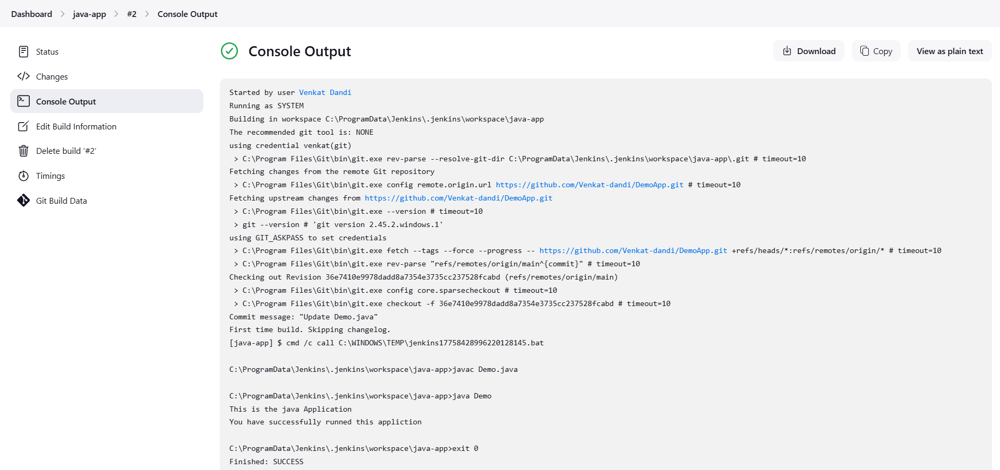 Dashboard > java-app > #2 > Console Output
Status
Changes
Console Output
Edit Build Information
Delete build ‘#2’
Timings
Git Build Data
Console Output
Download
Copy
View as plain text
Started by user Venkat Dandi
Running as SYSTEM
Building in workspace C:\ProgramData\Jenkins\.jenkins\workspace\java-app
The recommended git tool is: NONE
using credential venkat(git)
 > C:\Program Files\Git\bin\git.exe rev-parse --resolve-git-dir C:\ProgramData\Jenkins\.jenkins\workspace\java-app\.git # timeout=10
Fetching changes from the remote Git repository
 > C:\Program Files\Git\bin\git.exe config remote.origin.url https://github.com/Venkat-dandi/DemoApp.git # timeout=10
Fetching upstream changes from https://github.com/Venkat-dandi/DemoApp.git
 > C:\Program Files\Git\bin\git.exe --version # timeout=10
 > git --version # 'git version 2.45.2.windows.1'
using GIT_ASKPASS to set credentials
 > C:\Program Files\Git\bin\git.exe fetch --tags --force --progress -- https://github.com/Venkat-dandi/DemoApp.git +refs/heads/*:refs/remotes/origin/* # timeout=10
 > C:\Program Files\Git\bin\git.exe rev-parse "refs/remotes/origin/main^{commit}" # timeout=10
Checking out Revision 36e7410e9978dadd8a7354e3735cc237528fcabd (refs/remotes/origin/main)
 > C:\Program Files\Git\bin\git.exe config core.sparsecheckout # timeout=10
 > C:\Program Files\Git\bin\git.exe checkout -f 36e7410e9978dadd8a7354e3735cc237528fcabd # timeout=10
Commit message: "Update Demo.java"
First time build. Skipping changelog.
[java-app] $ cmd /c call C:\WINDOWS\TEMP\jenkins17758428996220128145.bat
C:\ProgramData\Jenkins\.jenkins\workspace\java-app>javac Demo.java
C:\ProgramData\Jenkins\.jenkins\workspace\java-app>java Demo
This is the java Application
You have successfully runned this appliction
C:\ProgramData\Jenkins\.jenkins\workspace\java-app>exit 0
Finished: SUCCESS